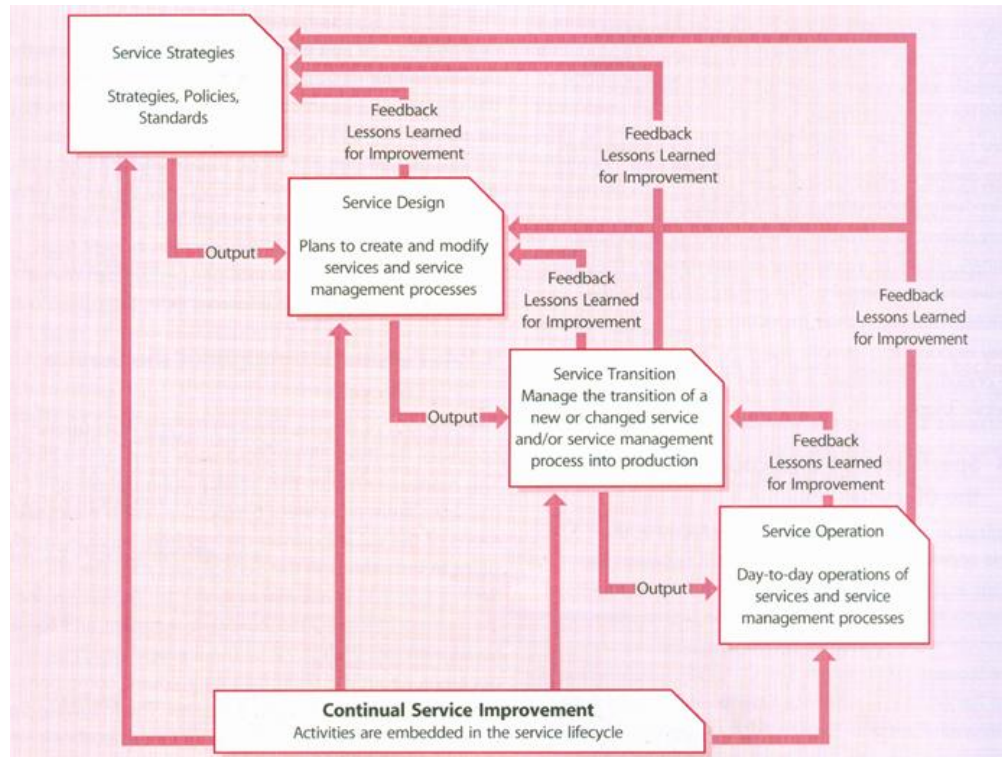 Service Strategies
Strategies, Policies,
Standards
Feedback
Lessons Learned
for Improvement
Feedback
Lessons Learned
for Improvement
Service Design
Plans to create and modify
services and service
management processes
Output
Feedback
Lessons Learned
for Improvement
Feedback
Lessons Learned
for Improvement
Service Transition
Manage the transition of a
new or changed service
and/or service management
process into production
Output
Feedback
Lessons Learned
for Improvement
Service Operation
Day-to-day operations of
services and service
management processes
Output
Continual Service Improvement
Activities are embedded in the service lifecycle